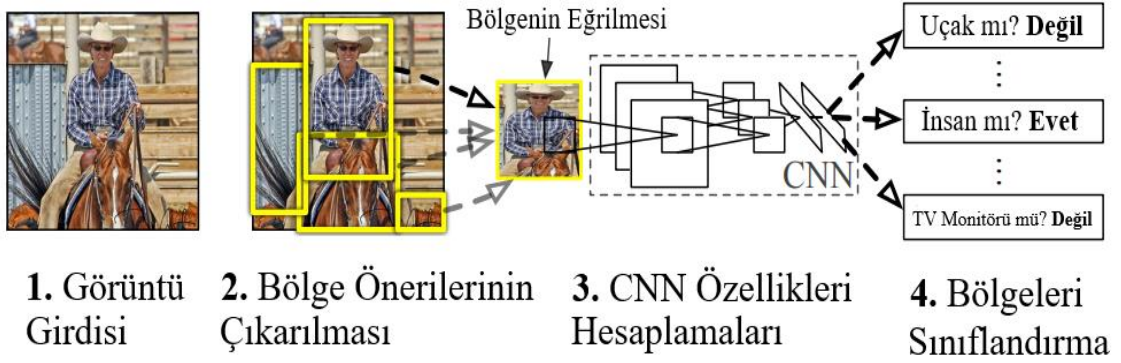 Bölgenin Eğrilmesi
Uçak mı? Değil
İnsan mı? Evet
CNN
TV Monitörü mü? Değil
1. Görüntü
Girdisi
2. Bölge Önerilerinin
Çıkarılması
3. CNN Özellikleri
Hesaplamaları
4. Bölgeleri
Sınıflandırma